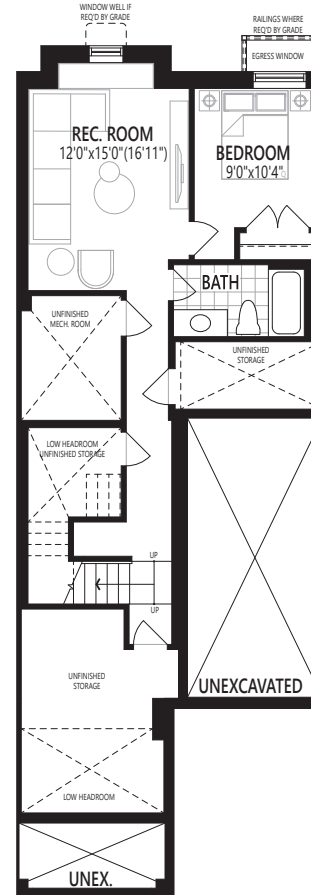 WINDOW WELL IF
REQ'D BY GRADE
RAILINGS WHERE
REQ'D BY GRADE
EGRESS WINDOW
REC. ROOM
12'0"x15'0"(16'11")
BEDROOM
9'0"x10'4"
BATH
UNFINISHED
MECH. ROOM
UNFINISHED
STORAGE
LOW HEADROOM
UNFINISHED STORAGE
UP
UP
UNFINISHED
STORAGE
UNEXCAVATED
LOW HEADROOM
UNEX.